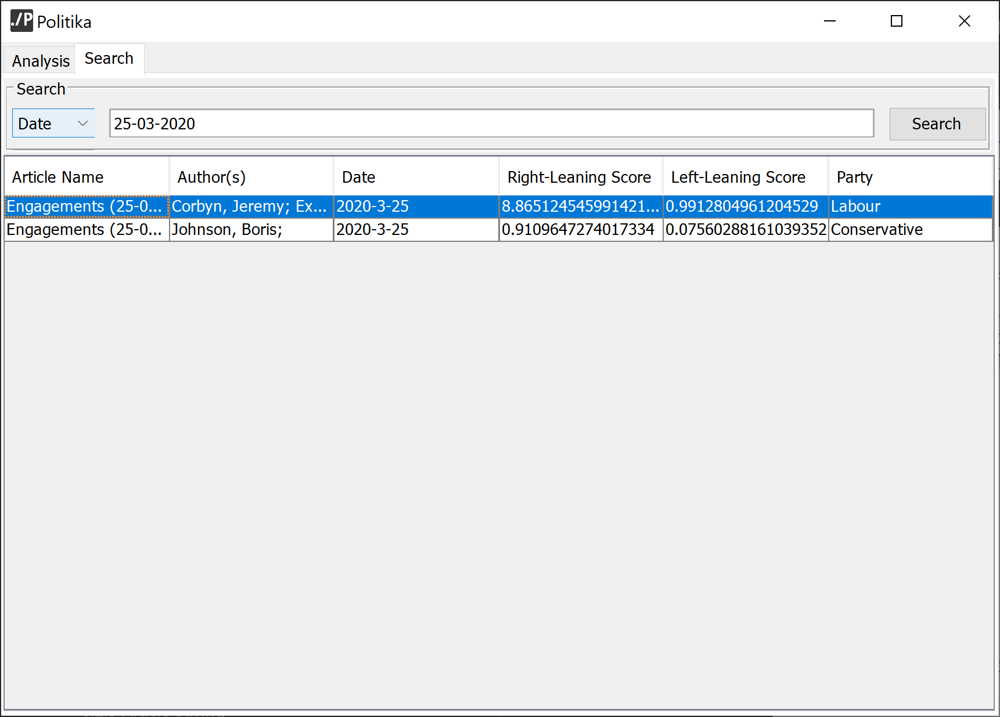 ./P Politika
Analysis Search
Search
Date 25-03-2020 Search
Article Name Author(s) Date Right-Leaning Score Left-Leaning Score Party
Engagements (25-0... Corbyn, Jeremy; Ex... 2020-3-25 8.865124545991421... 0.9912804961204529 Labour
Engagements (25-0... Johnson, Boris; 2020-3-25 0.9109647274017334 0.07560288161039352 Conservative